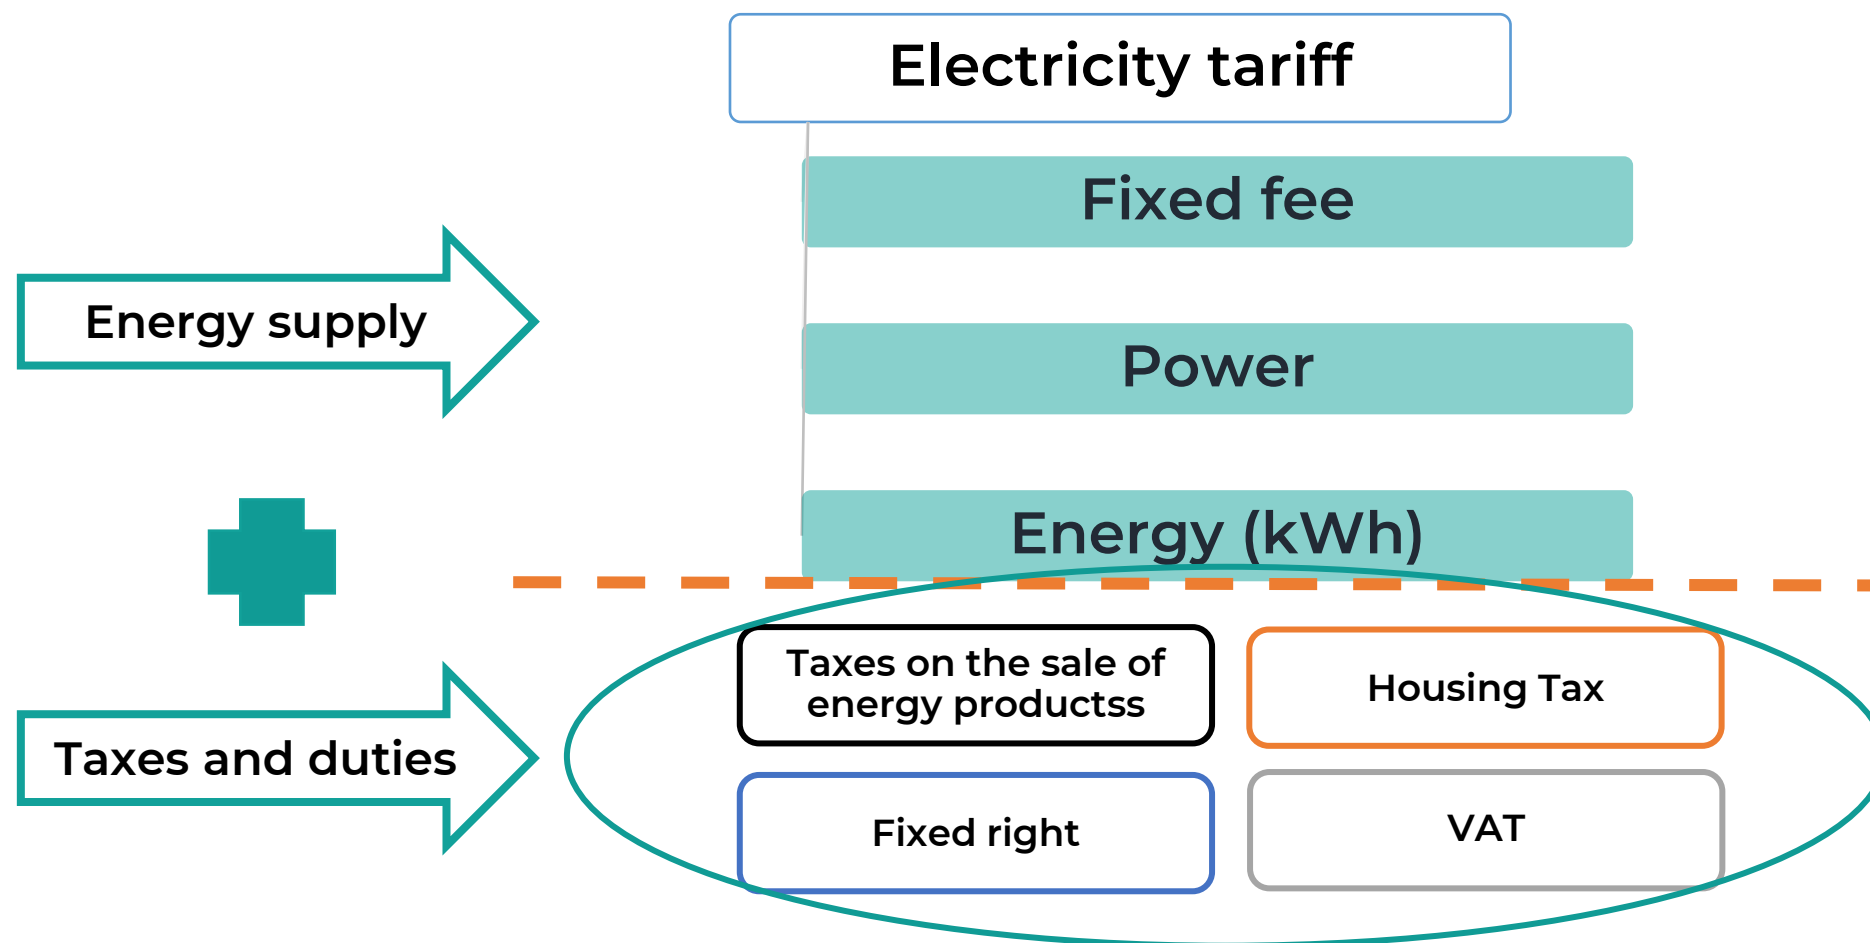 Electricity tariff
Fixed fee
Energy supply
Power
Energy (kWh)
Taxes on the sale of
energy productss
Housing Tax
Taxes and duties
Fixed right
VAT